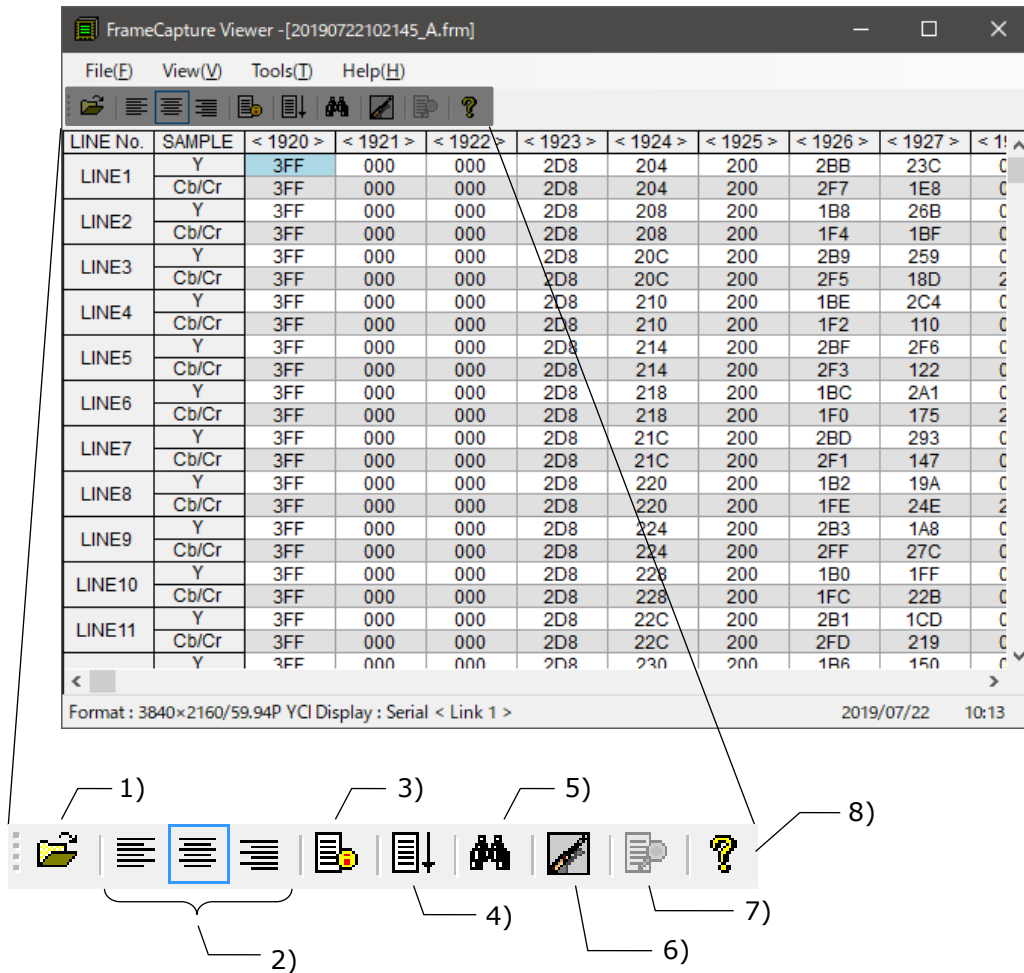 FrameCapture Viewer -[20190722102145_A.frm]
File(F) View(V) Tools(T) Help(H)
LINE No. SAMPLE < 1920 > < 1921 > < 1922 > < 1923 > < 1924 > < 1925 > < 1926 > < 1927 >
LINE1 Y 3FF 000 000 2D8 204 200 2BB 23C
Cb/Cr 3FF 000 000 2D8 204 200 2F7 1E8
LINE2 Y 3FF 000 000 2D8 208 200 1B8 26B
Cb/Cr 3FF 000 000 2D8 208 200 1F4 1BF
LINE3 Y 3FF 000 000 2D8 20C 200 2B9 259
Cb/Cr 3FF 000 000 2D8 20C 200 2F5 18D
LINE4 Y 3FF 000 000 2D8 210 200 1BE 2C4
Cb/Cr 3FF 000 000 2D8 210 200 1F2 110
LINE5 Y 3FF 000 000 2D8 214 200 2BF 2F6
Cb/Cr 3FF 000 000 2D8 214 200 2F3 122
LINE6 Y 3FF 000 000 2D8 218 200 1BC 2A1
Cb/Cr 3FF 000 000 2D8 218 200 1F0 175
LINE7 Y 3FF 000 000 2D8 21C 200 2BD 293
Cb/Cr 3FF 000 000 2D8 21C 200 2F1 147
LINE8 Y 3FF 000 000 2D8 220 200 1B2 19A
Cb/Cr 3FF 000 000 2D8 220 200 1FE 24E
LINE9 Y 3FF 000 000 2D8 224 200 2B3 1A8
Cb/Cr 3FF 000 000 2D8 224 200 2FF 27C
LINE10 Y 3FF 000 000 2D8 228 200 1B0 1FF
Cb/Cr 3FF 000 000 2D8 228 200 1FC 22B
LINE11 Y 3FF 000 000 2D8 22C 200 2B1 1CD
Cb/Cr 3FF 000 000 2D8 22C 200 2FD 219
Y 3FF 000 000 2D8 230 200 1B6 150
Format : 3840×2160/59.94P YCI Display : Serial < Link 1 > 2019/07/22 10:13
1) 3) 5) 8)
2) 4) 6) 7)